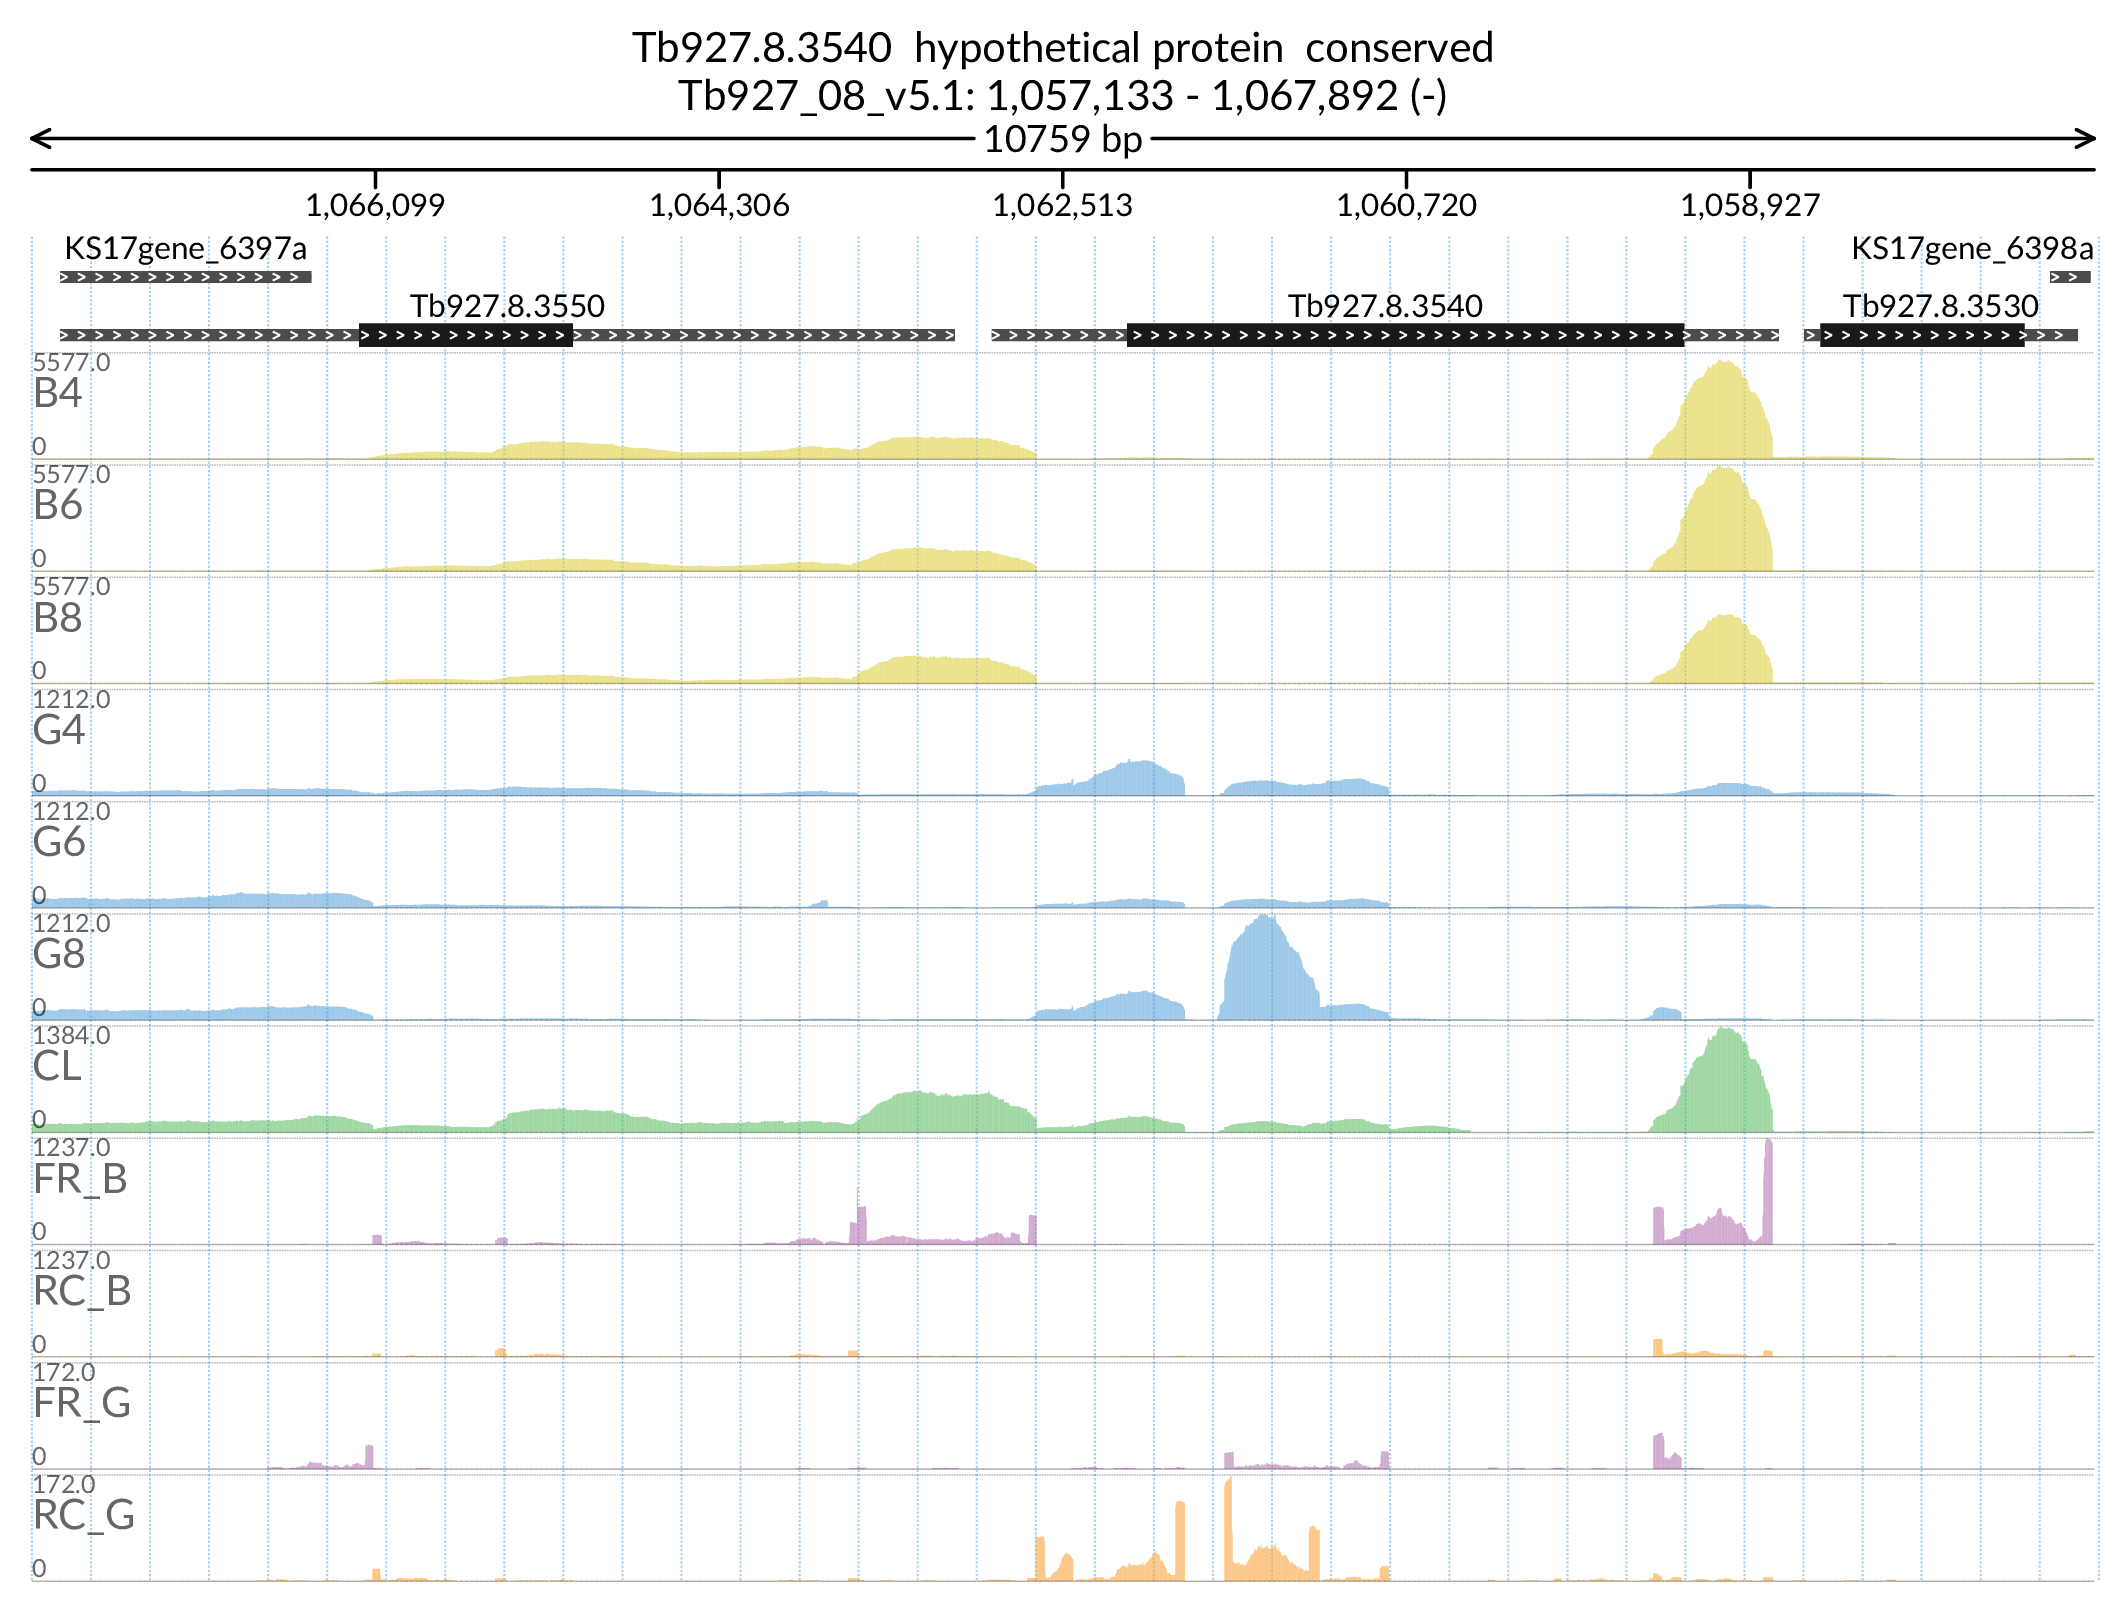 Tb927.8.3540  hypothetical protein  conserved
Tb927_08_v5.1: 1,057,133 - 1,067,892 (-)
10759 bp
1,066,099 1,064,306 1,062,513 1,060,720 1,058,927
KS17gene_6397a KS17gene_6398a
Tb927.8.3550 Tb927.8.3540 Tb927.8.3530
5577.0
B4
0
5577.0
B6
0
5577.0
B8
0
1212.0
G4
0
1212.0
G6
0
1212.0
G8
0
1384.0
CL
0
1237.0
FR_B
0
1237.0
RC_B
0
172.0
FR_G
0
172.0
RC_G
0